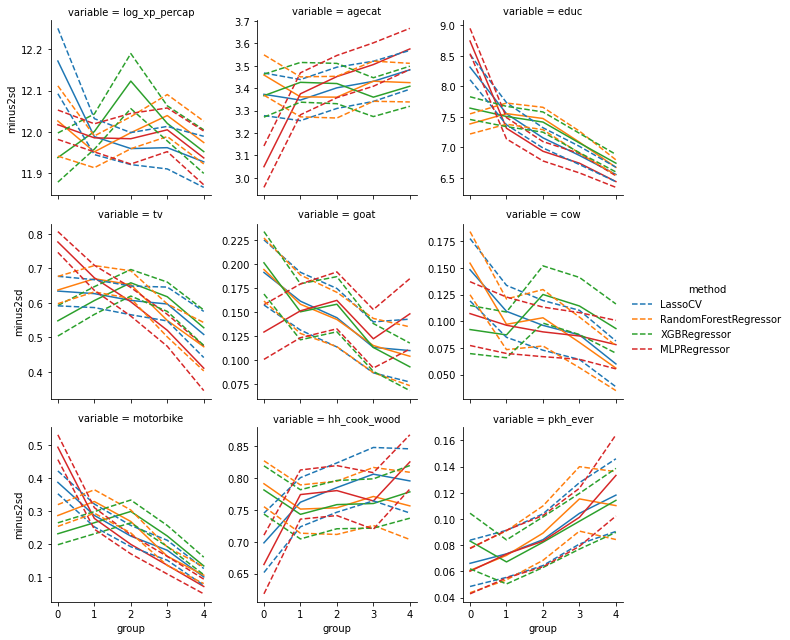 variable = log_xp_percap
variable = agecat
variable = educ
minus2sd
12.2
12.1
12.0
11.9
3.7
3.6
3.5
3.4
3.3
3.2
3.1
3.0
9.0
8.5
8.0
7.5
7.0
6.5
variable = tv
variable = goat
variable = cow
minus2sd
0.8
0.7
0.6
0.5
0.4
0.225
0.200
0.175
0.150
0.125
0.100
0.075
0.175
0.150
0.125
0.100
0.075
0.050
method
LassoCV
RandomForestRegressor
XGBRegressor
MLPRegressor
variable = motorbike
variable = hh_cook_wood
variable = pkh_ever
minus2sd
0.5
0.4
0.3
0.2
0.1
0.85
0.80
0.75
0.70
0.65
0.16
0.14
0.12
0.10
0.08
0.06
0.04
0 1 2 3 4
0 1 2 3 4
0 1 2 3 4
group
group
group